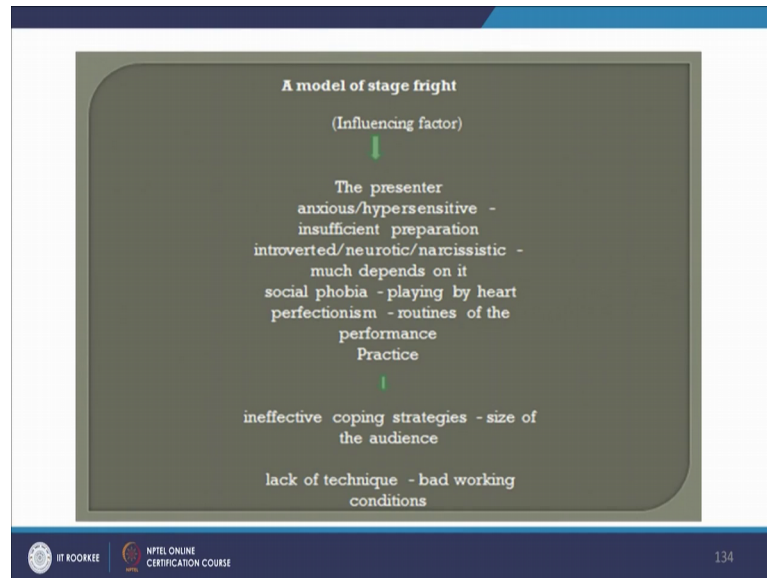 A model of stage fright
(Influencing factor)
The presenter
anxious/hypersensitive -
insufficient preparation
introverted/neurotic/narcissistic -
much depends on it
social phobia - playing by heart
perfectionism - routines of the
performance
Practice
ineffective coping strategies - size of
the audience
lack of technique - bad working
conditions
IIT ROORKEE
NPTEL ONLINE
CERTIFICATION COURSE
NPTEL
134